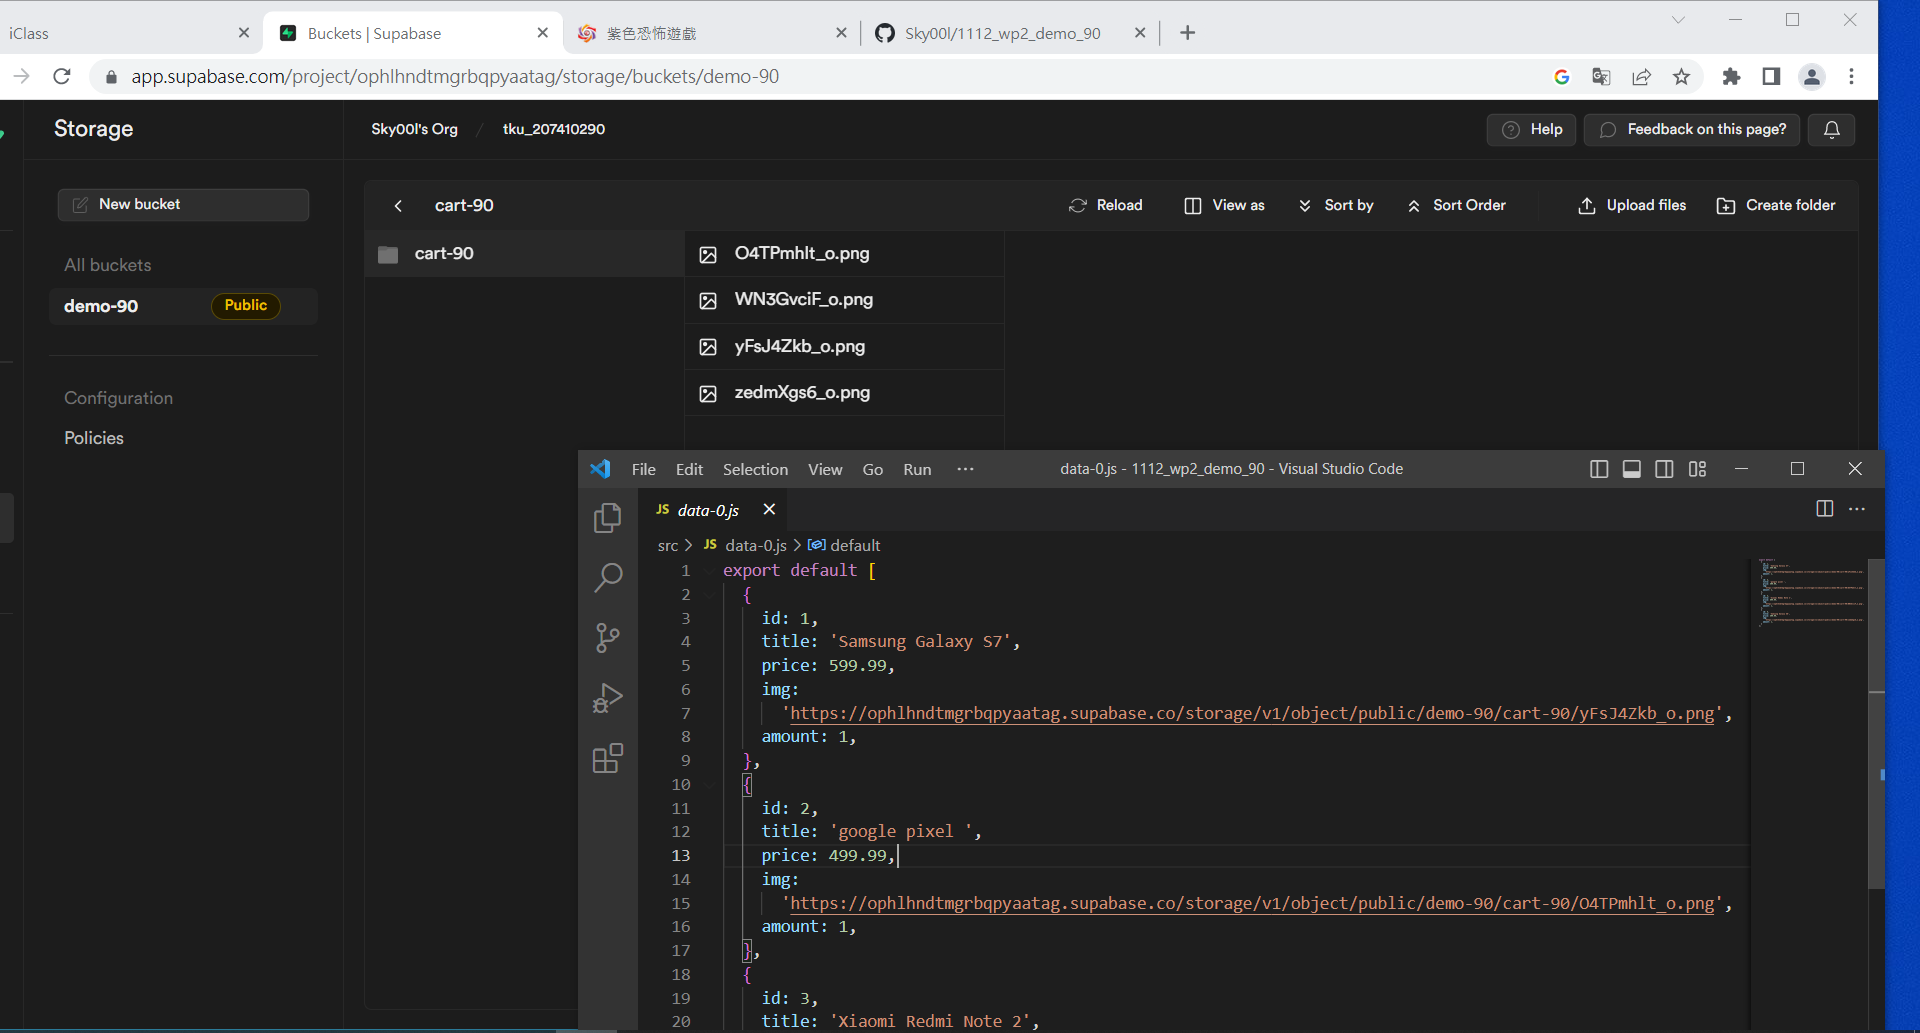 iClass
Buckets | Supabase
紫色恐怖遊戲
Sky00l/1112_wp2_demo_90
app.supabase.com/project/ophlhndtmgrbqpyaatag/storage/buckets/demo-90
Storage
Sky00l's Org / tku_207410290
Help
Feedback on this page?
New bucket
cart-90
Reload
View as
Sort by
Sort Order
Upload files
Create folder
All buckets
demo-90
Public
Configuration
Policies
cart-90
O4TPmhlt_o.png
WN3GvciF_o.png
yFsJ4Zkb_o.png
zedmXgs6_o.png
File Edit Selection View Go Run ···
data-0.js - 1112_wp2_demo_90 - Visual Studio Code
JS data-0.js
src > JS data-0.js > default
1 export default [
2 {
3 id: 1,
4 title: 'Samsung Galaxy S7',
5 price: 599.99,
6 img:
7 'https://ophlhndtmgrbqpyaatag.supabase.co/storage/v1/object/public/demo-90/cart-90/yFsJ4Zkb_o.png',
8 amount: 1,
9 },
10 {
11 id: 2,
12 title: 'google pixel ',
13 price: 499.99,
14 img:
15 'https://ophlhndtmgrbqpyaatag.supabase.co/storage/v1/object/public/demo-90/cart-90/O4TPmhlt_o.png',
16 amount: 1,
17 },
18 {
19 id: 3,
20 title: 'Xiaomi Redmi Note 2',